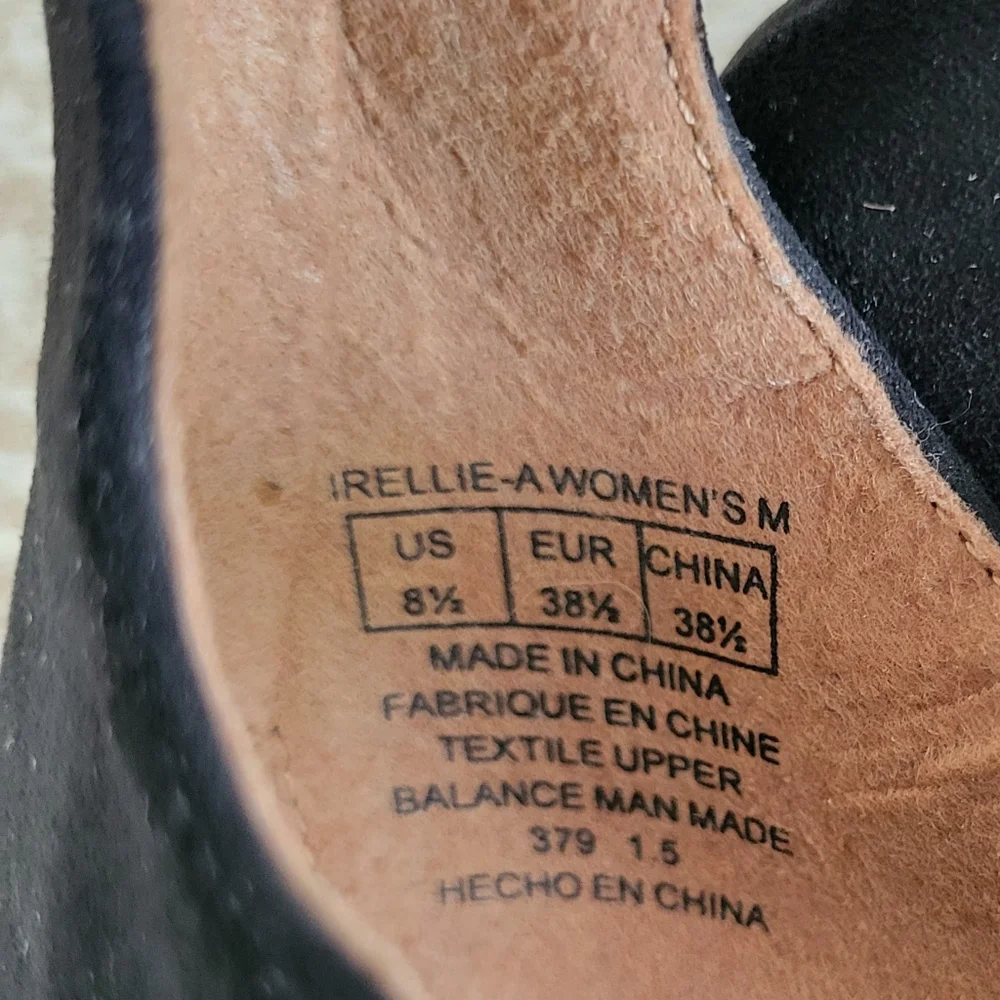 IRELLIE-A WOMEN'S M
US EUR CHINA
8½ 38½ 38½
MADE IN CHINA
FABRIQUE EN CHINE
TEXTILE UPPER
BALANCE MAN MADE
379 1.5
HECHO EN CHINA